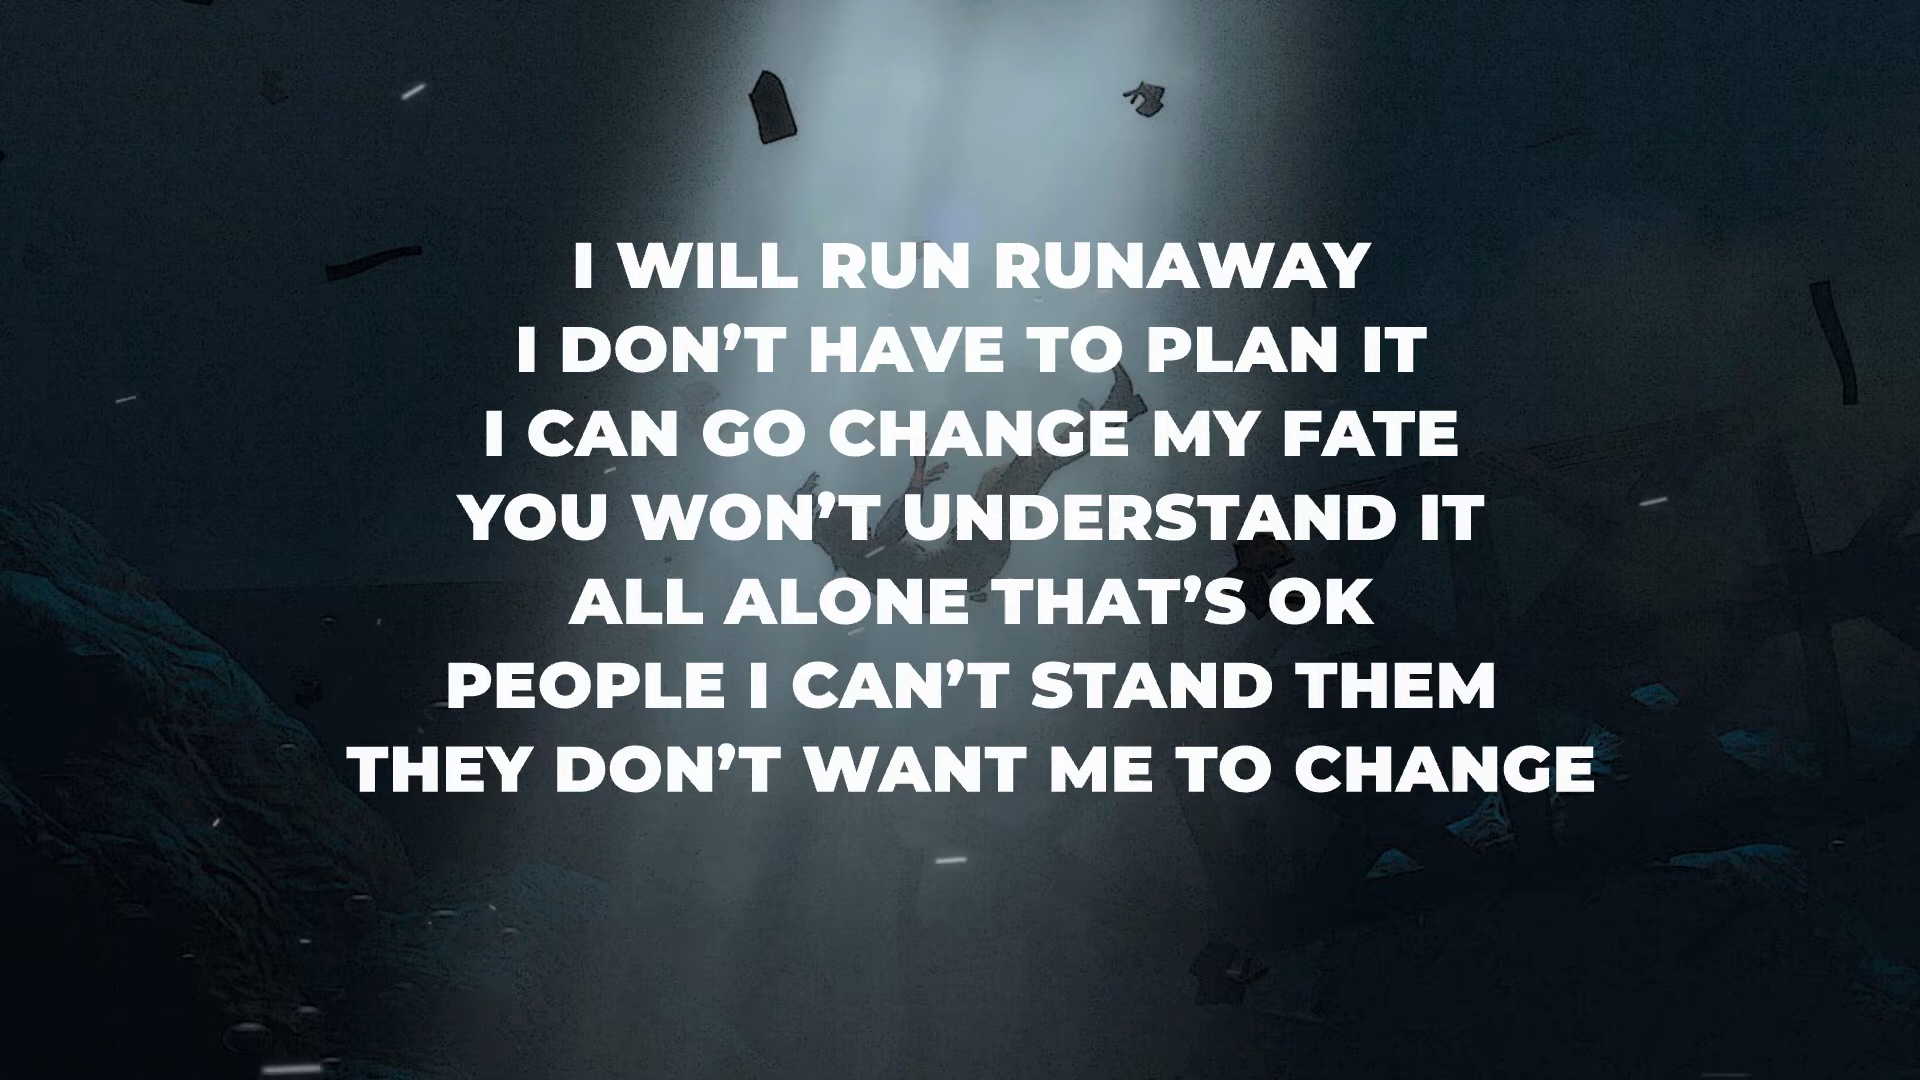 I WILL RUN RUNAWAY
I DON’T HAVE TO PLAN IT
I CAN GO CHANGE MY FATE
YOU WON’T UNDERSTAND IT
ALL ALONE THAT’S OK
PEOPLE I CAN’T STAND THEM
THEY DON’T WANT ME TO CHANGE